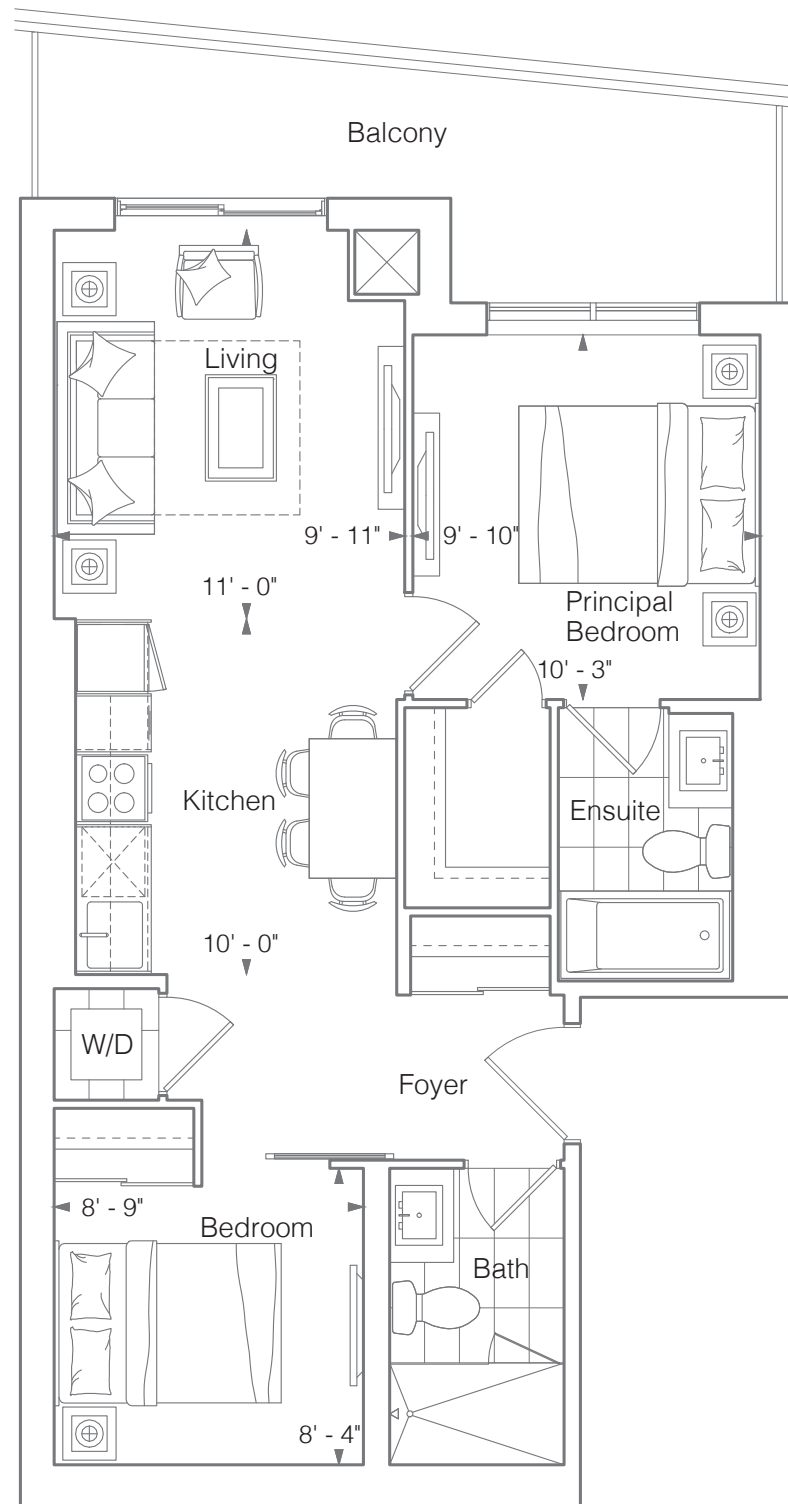 Balcony
Living
9' - 11"
9' - 10"
11' - 0"
Principal
Bedroom
10' - 3"
Kitchen
Ensuite
10' - 0"
W/D
Foyer
8' - 9"
Bedroom
Bath
8' - 4"